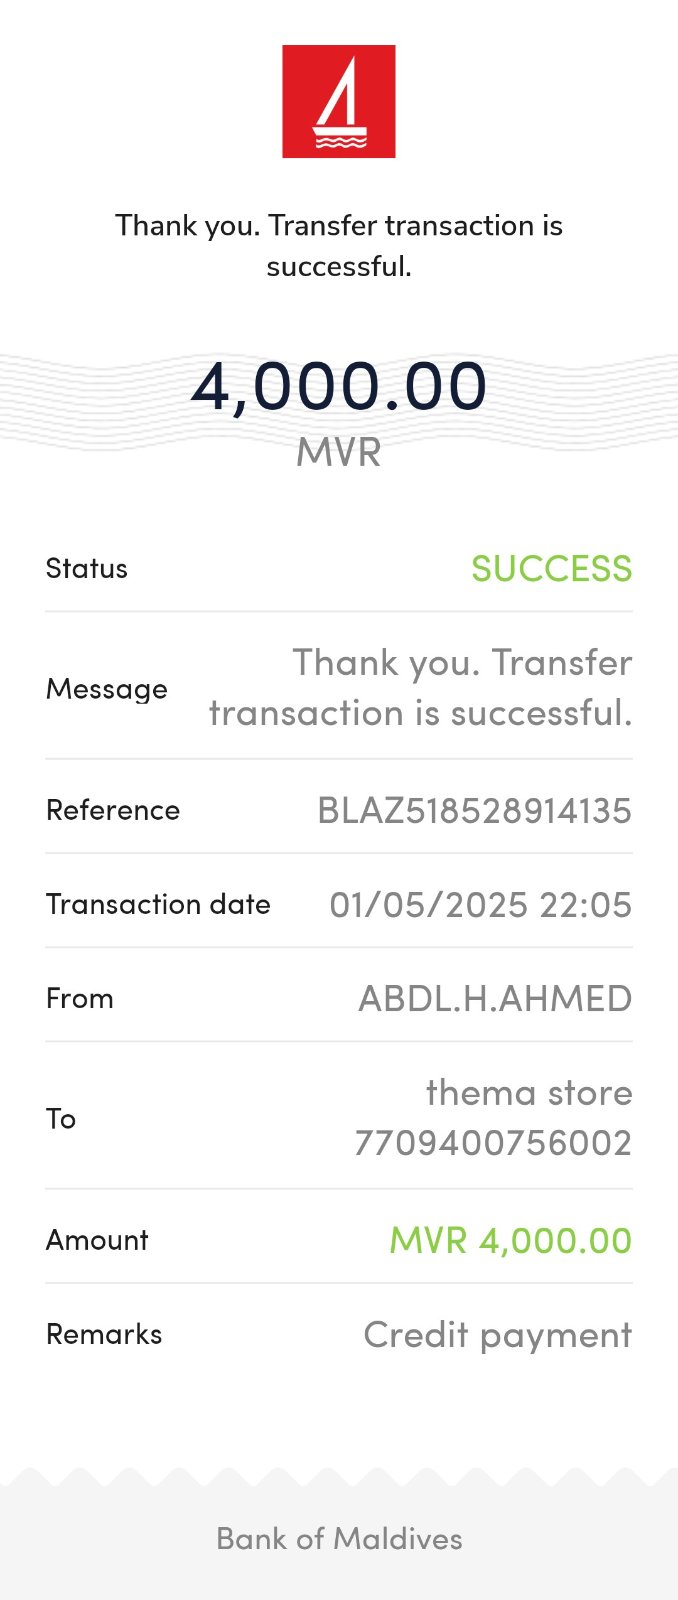 Thank you. Transfer transaction is
successful.
4,000.00
MVR
Status SUCCESS
Message Thank you. Transfer
transaction is successful.
Reference BLAZ518528914135
Transaction date 01/05/2025 22:05
From ABDL.H.AHMED
To thema store
7709400756002
Amount MVR 4,000.00
Remarks Credit payment
Bank of Maldives